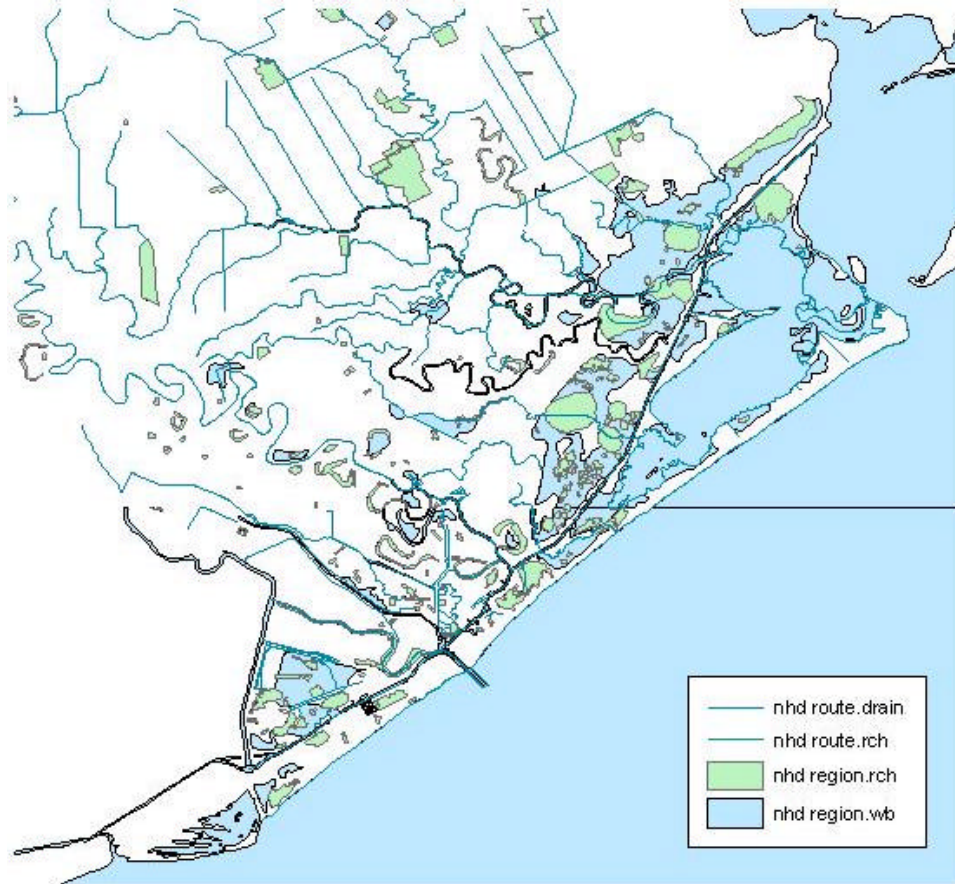 nhd route.drain
nhd route.rch
nhd region.rch
nhd region.wb